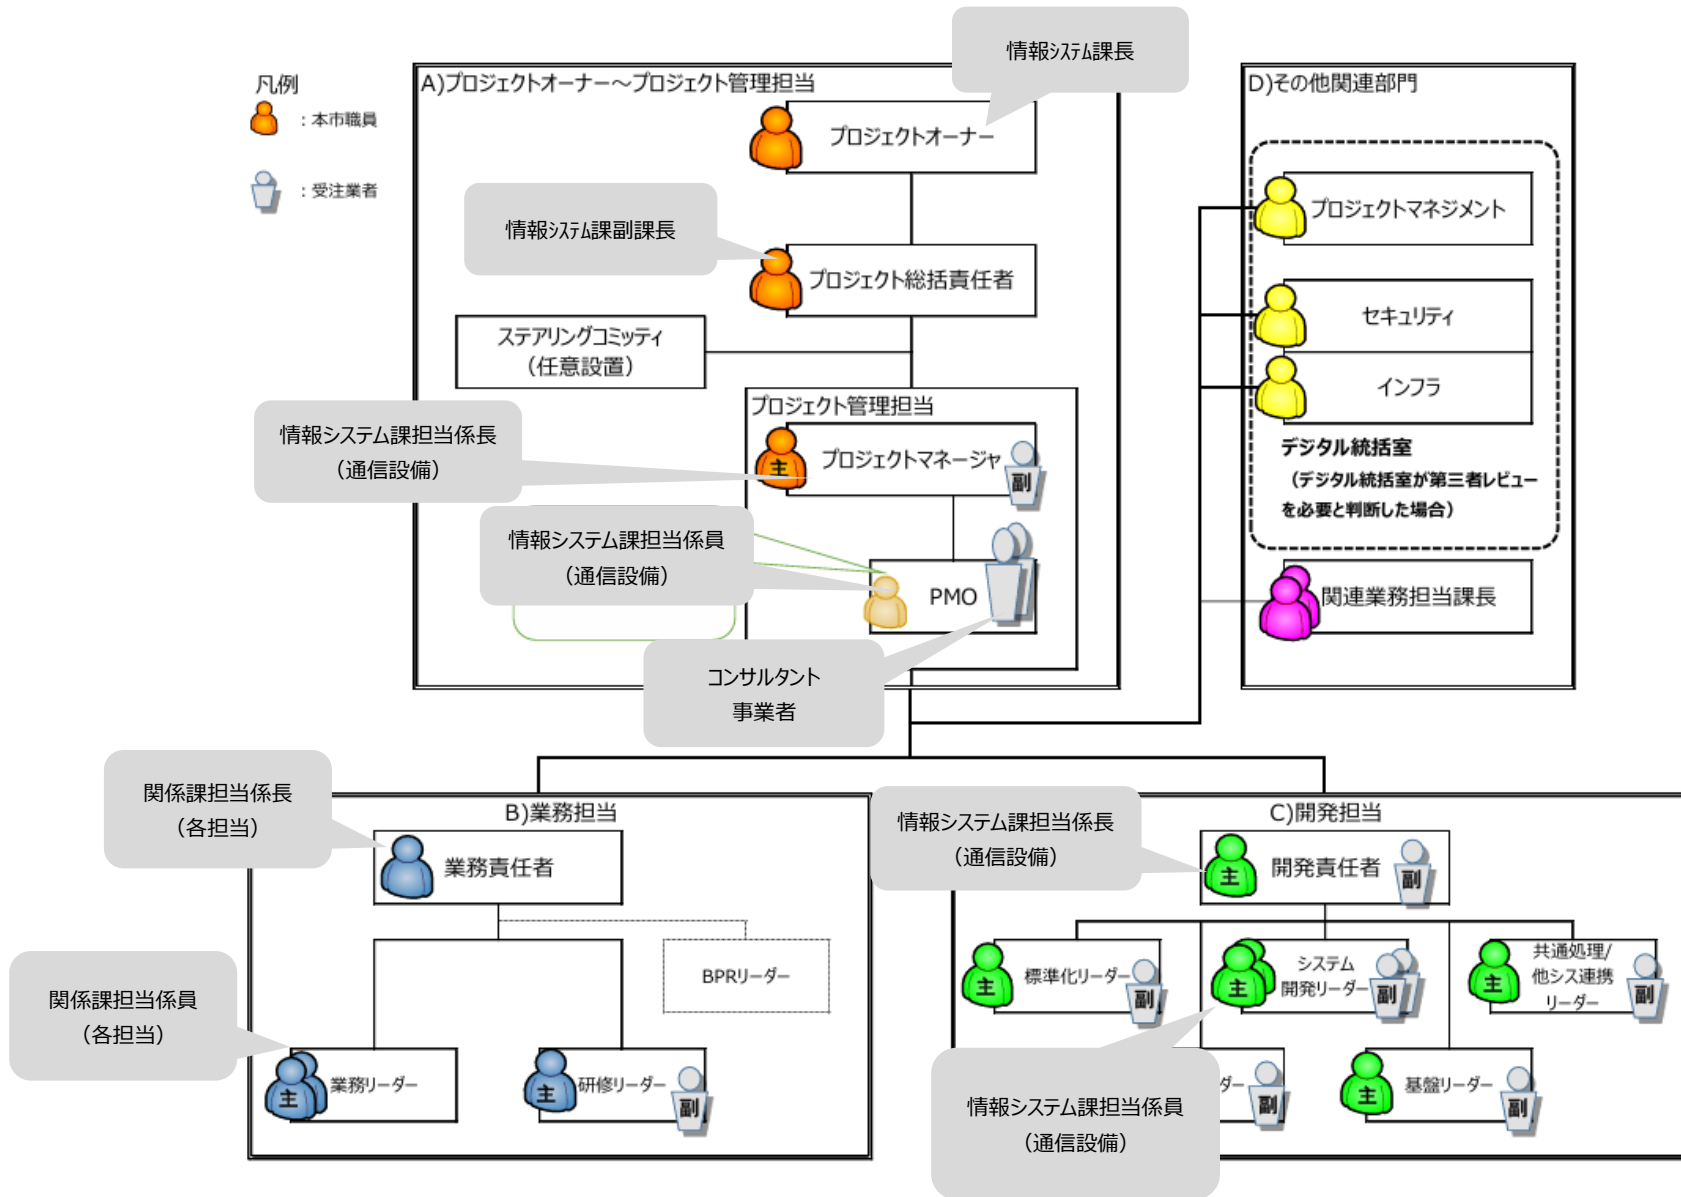 情報システム課長
凡例
：本市職員
：受注業者
A)プロジェクトオーナー～プロジェクト管理担当
プロジェクトオーナー
情報システム課副課長
プロジェクト総括責任者
ステアリングコミッティ
（任意設置）
プロジェクト管理担当
情報システム課担当係長
（通信設備）
主
プロジェクトマネージャ
副
情報システム課担当係員
（通信設備）
PMO
コンサルタント
事業者
D)その他関連部門
プロジェクトマネジメント
セキュリティ
インフラ
デジタル統括室
（デジタル統括室が第三者レビュー
を必要と判断した場合）
関連業務担当課長
関係課担当係長
（各担当）
B)業務担当
業務責任者
BPRリーダー
関係課担当係員
（各担当）
主
業務リーダー
主
研修リーダー
副
情報システム課担当係長
（通信設備）
C)開発担当
主
開発責任者
副
主
標準化リーダー
副
主
システム
開発リーダー
副
主
共通処理/
他シス連携
リーダー
副
情報システム課担当係員
（通信設備）
ダー
副
主
基盤リーダー
副